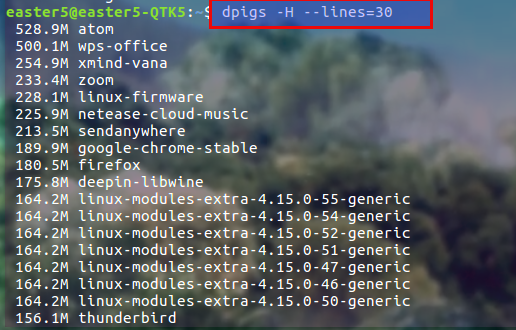 easter5@easter5-QTK5:~$ dpigs -H --lines=30
528.9M atom
500.1M wps-office
254.9M xmind-vana
233.4M zoom
228.1M linux-firmware
225.9M netease-cloud-music
213.5M sendanywhere
189.9M google-chrome-stable
180.5M firefox
175.8M deepin-libwine
164.2M linux-modules-extra-4.15.0-55-generic
164.2M linux-modules-extra-4.15.0-54-generic
164.2M linux-modules-extra-4.15.0-52-generic
164.2M linux-modules-extra-4.15.0-51-generic
164.2M linux-modules-extra-4.15.0-47-generic
164.2M linux-modules-extra-4.15.0-46-generic
164.2M linux-modules-extra-4.15.0-50-generic
156.1M thunderbird